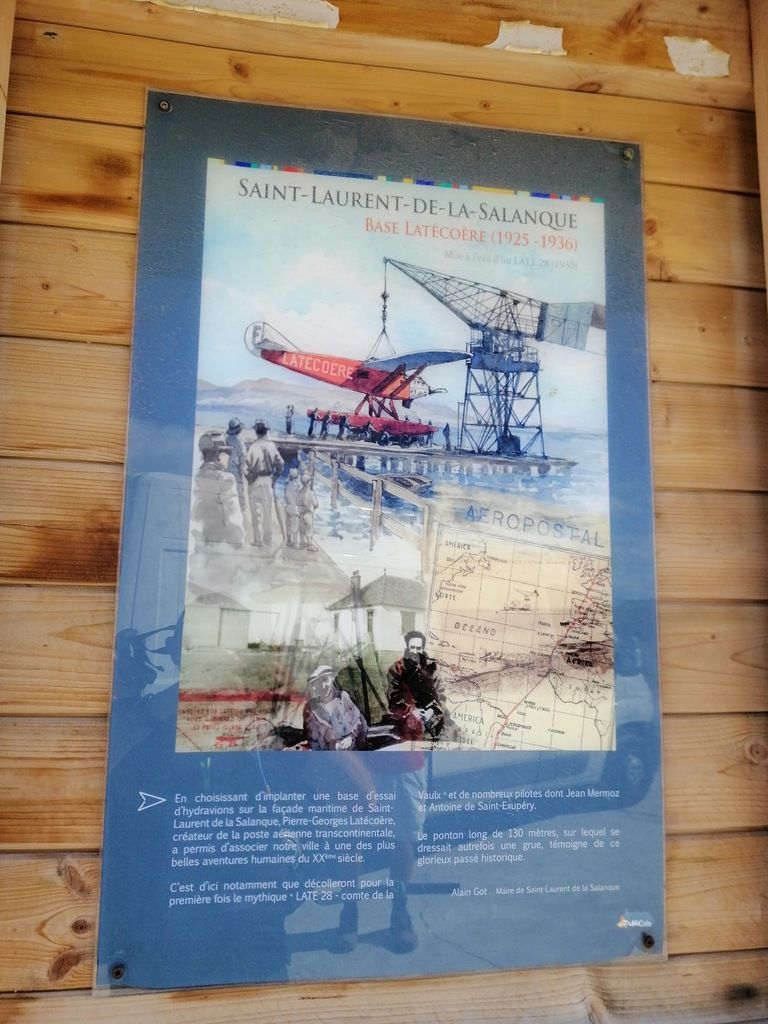 SAINT-LAURENT-DE-LA-SALANQUE
BASE LATÉCOÈRE (1925 -1936)
Mise à l'eau d'un LATE 28 (1930)
LATÉCOÈRE
AEROPOSTAL
AMERICA
NORTE
OCEANO
AFRICA
AMERICA
En choisissant d'implanter une base d'essai
d'hydravions sur la façade maritime de Saint-
Laurent de la Salanque, Pierre-Georges Latécoère,
créateur de la poste aérienne transcontinentale,
a permis d'associer notre ville à une des plus
belles aventures humaines du XXème siècle.
C'est d'ici notamment que décolleront pour la
première fois le mythique " LATE 28 - comte de la
Vaulx " et de nombreux pilotes dont Jean Mermoz
et Antoine de Saint-Exupéry.
Le ponton long de 130 mètres, sur lequel se
dressait autrefois une grue, témoigne de ce
glorieux passé historique.
Alain Got Maire de Saint-Laurent de la Salanque